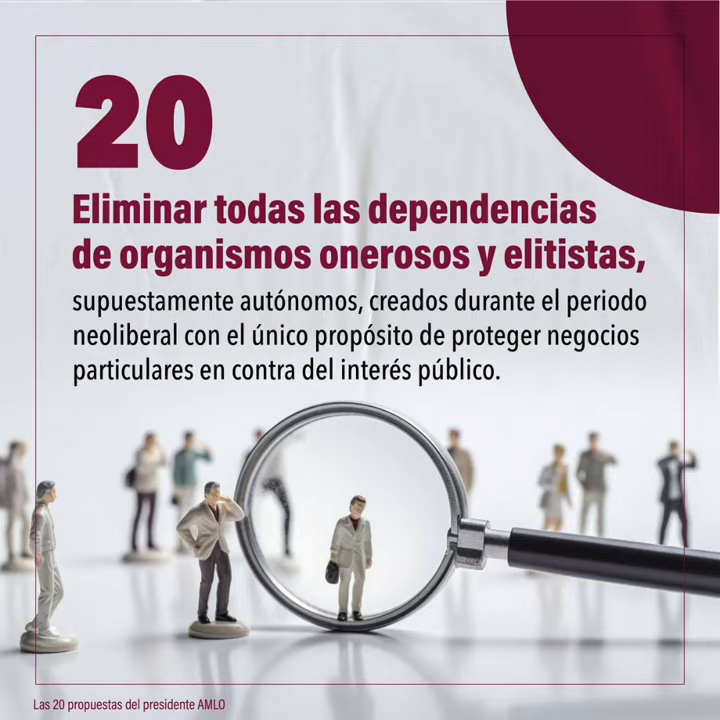 20
Eliminar todas las dependencias
de organismos onerosos y elitistas,
supuestamente autónomos, creados durante el periodo
neoliberal con el único propósito de proteger negocios
particulares en contra del interés público.
Las 20 propuestas del presidente AMLO